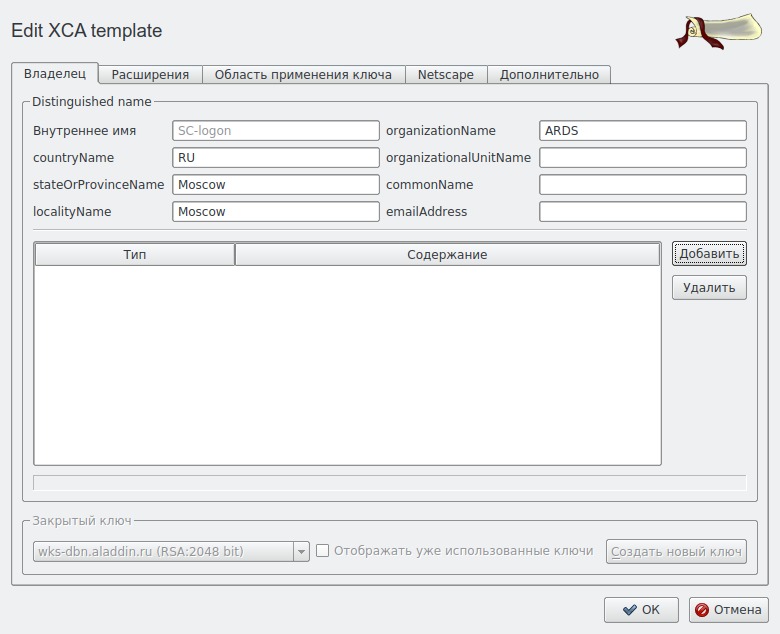 Edit XCA template
Владелец Расширения Область применения ключа Netscape Дополнительно
Distinguished name
Внутреннее имя SC-logon organizationName ARDS
countryName RU organizationalUnitName
stateOrProvinceName Moscow commonName
localityName Moscow emailAddress
Тип Содержание Добавить
Удалить
Закрытый ключ
wks-dbn.aladdin.ru (RSA:2048 bit) Отображать уже использованные ключи Создать новый ключ
OK Отмена